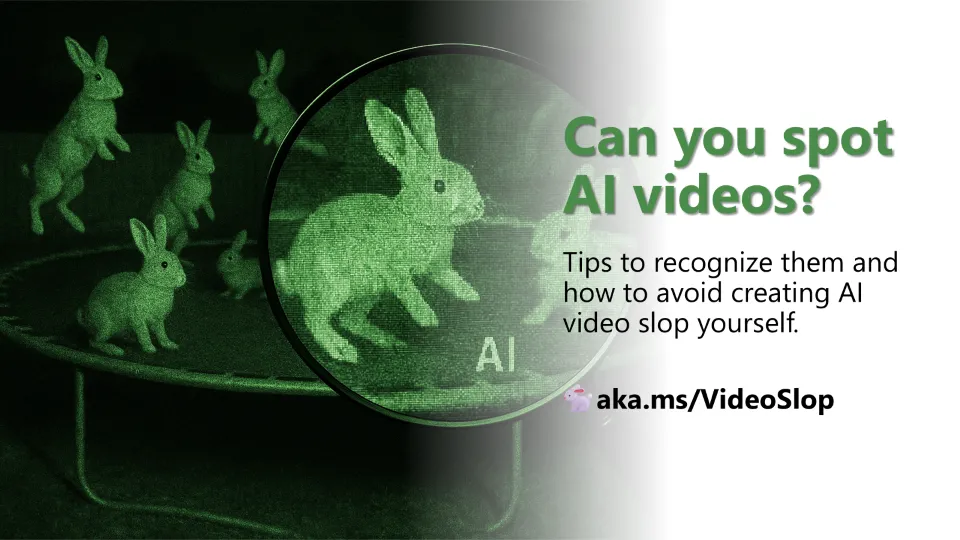 AI
Can you spot
AI videos?
Tips to recognize them and
how to avoid creating AI
video slop yourself.
aka.ms/VideoSlop